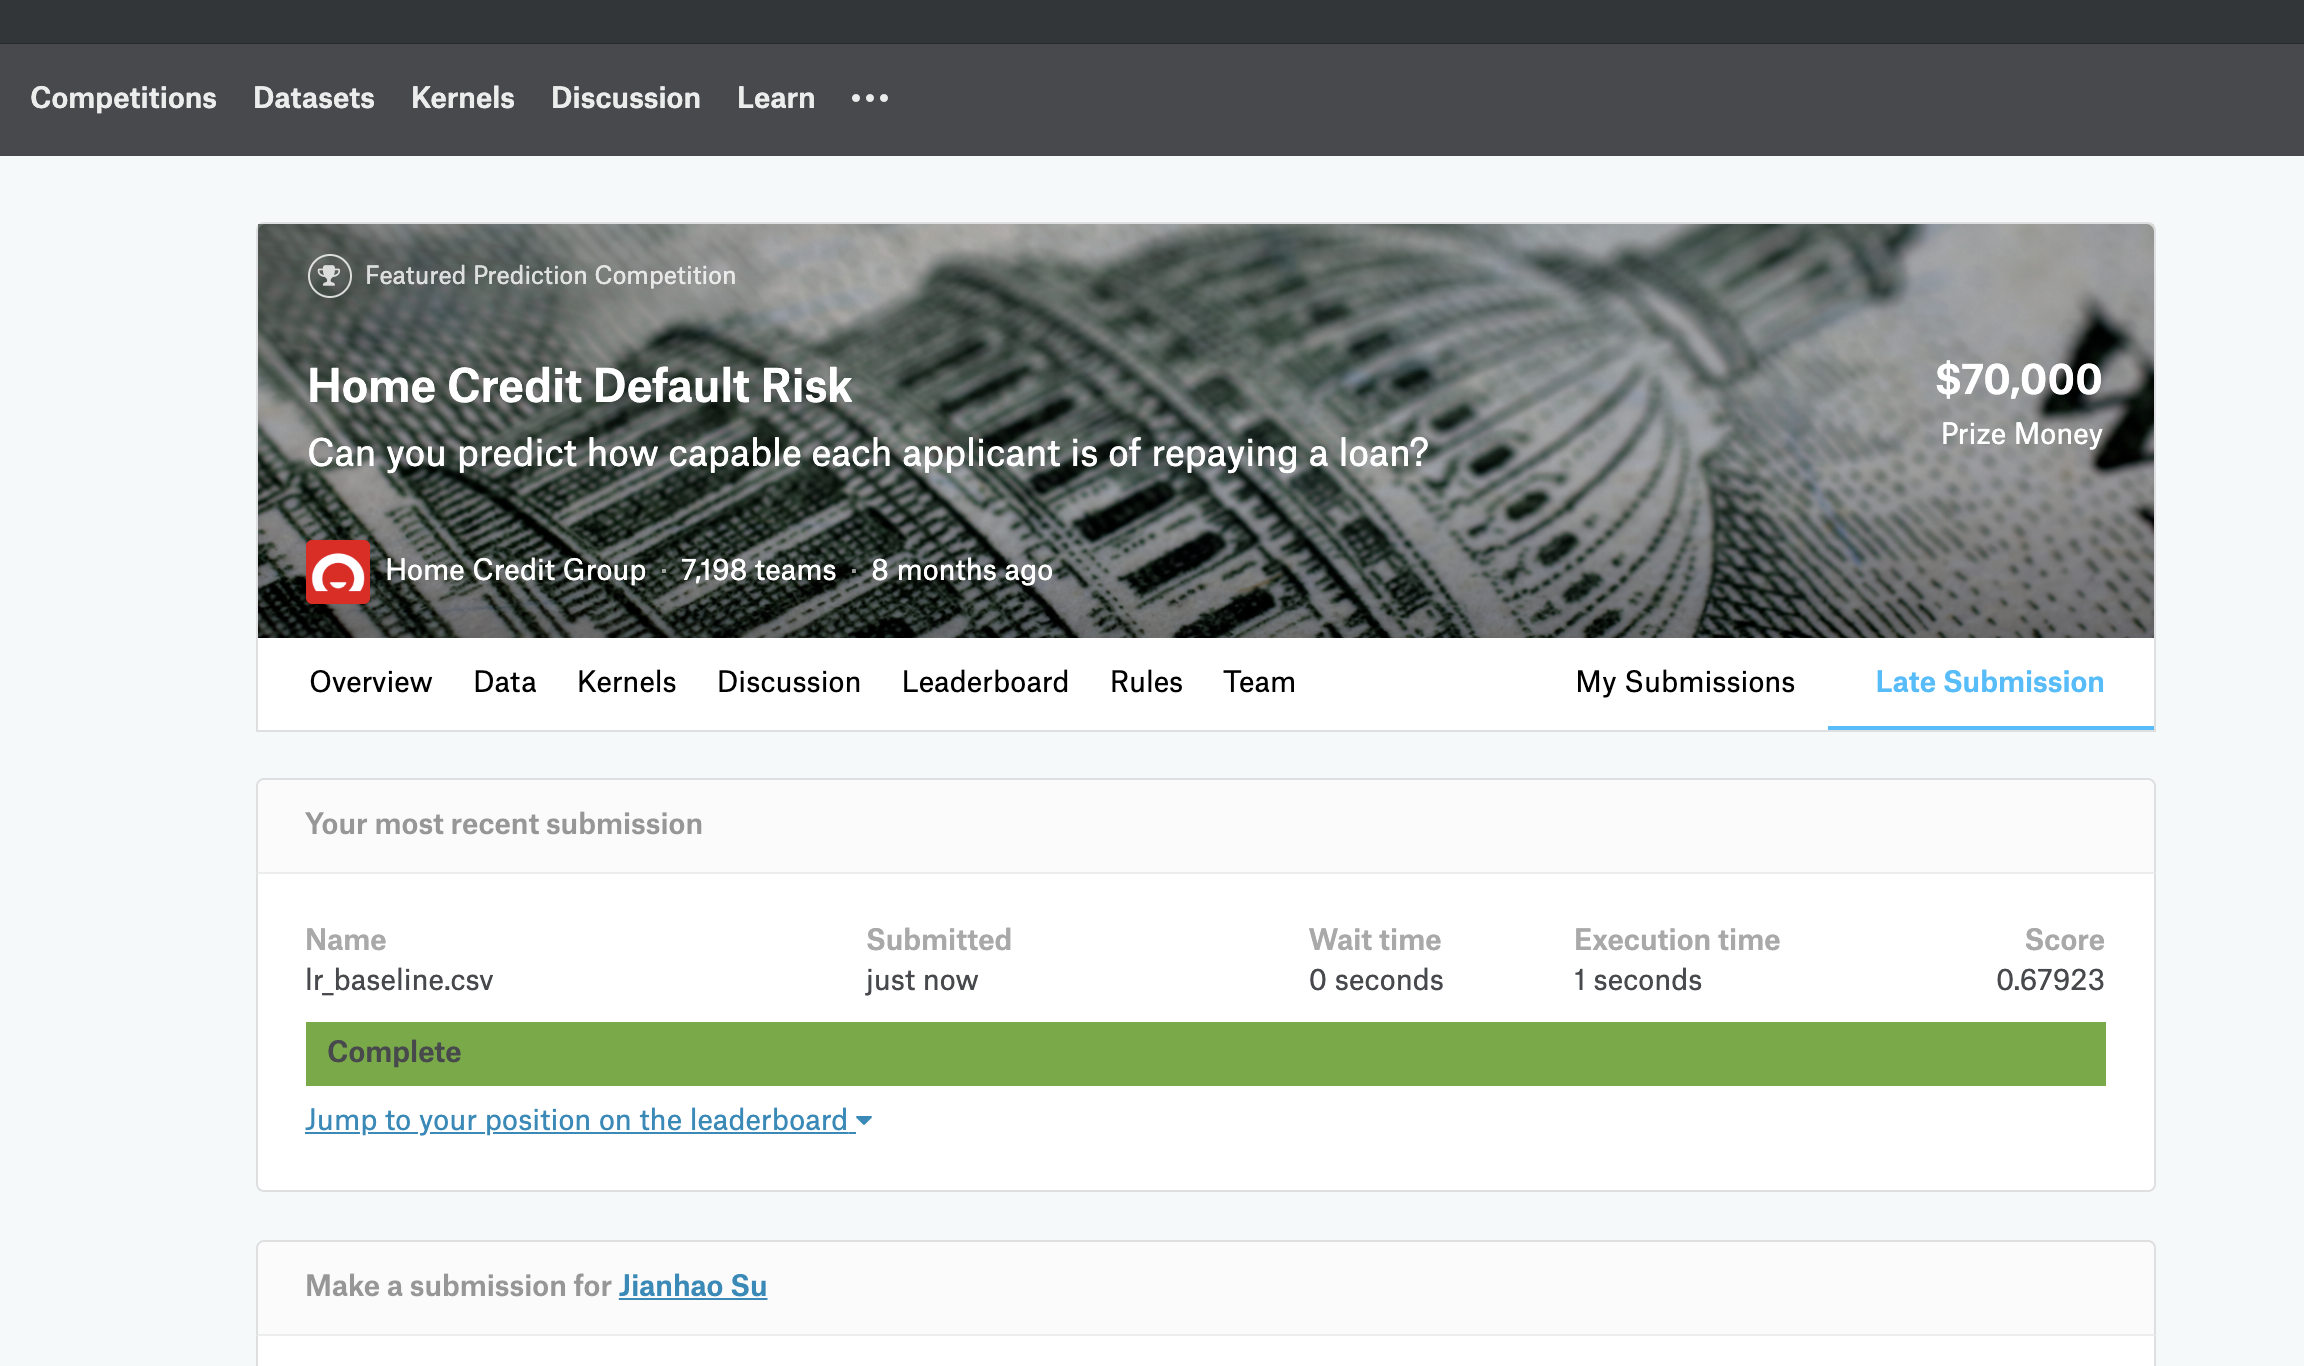 Competitions Datasets Kernels Discussion Learn •••
Featured Prediction Competition
Home Credit Default Risk
Can you predict how capable each applicant is of repaying a loan?
$70,000
Prize Money
Home Credit Group · 7,198 teams · 8 months ago
Overview Data Kernels Discussion Leaderboard Rules Team My Submissions Late Submission
Your most recent submission
Name Submitted Wait time Execution time Score
lr_baseline.csv just now 0 seconds 1 seconds 0.67923
Complete
Jump to your position on the leaderboard
Make a submission for Jianhao Su